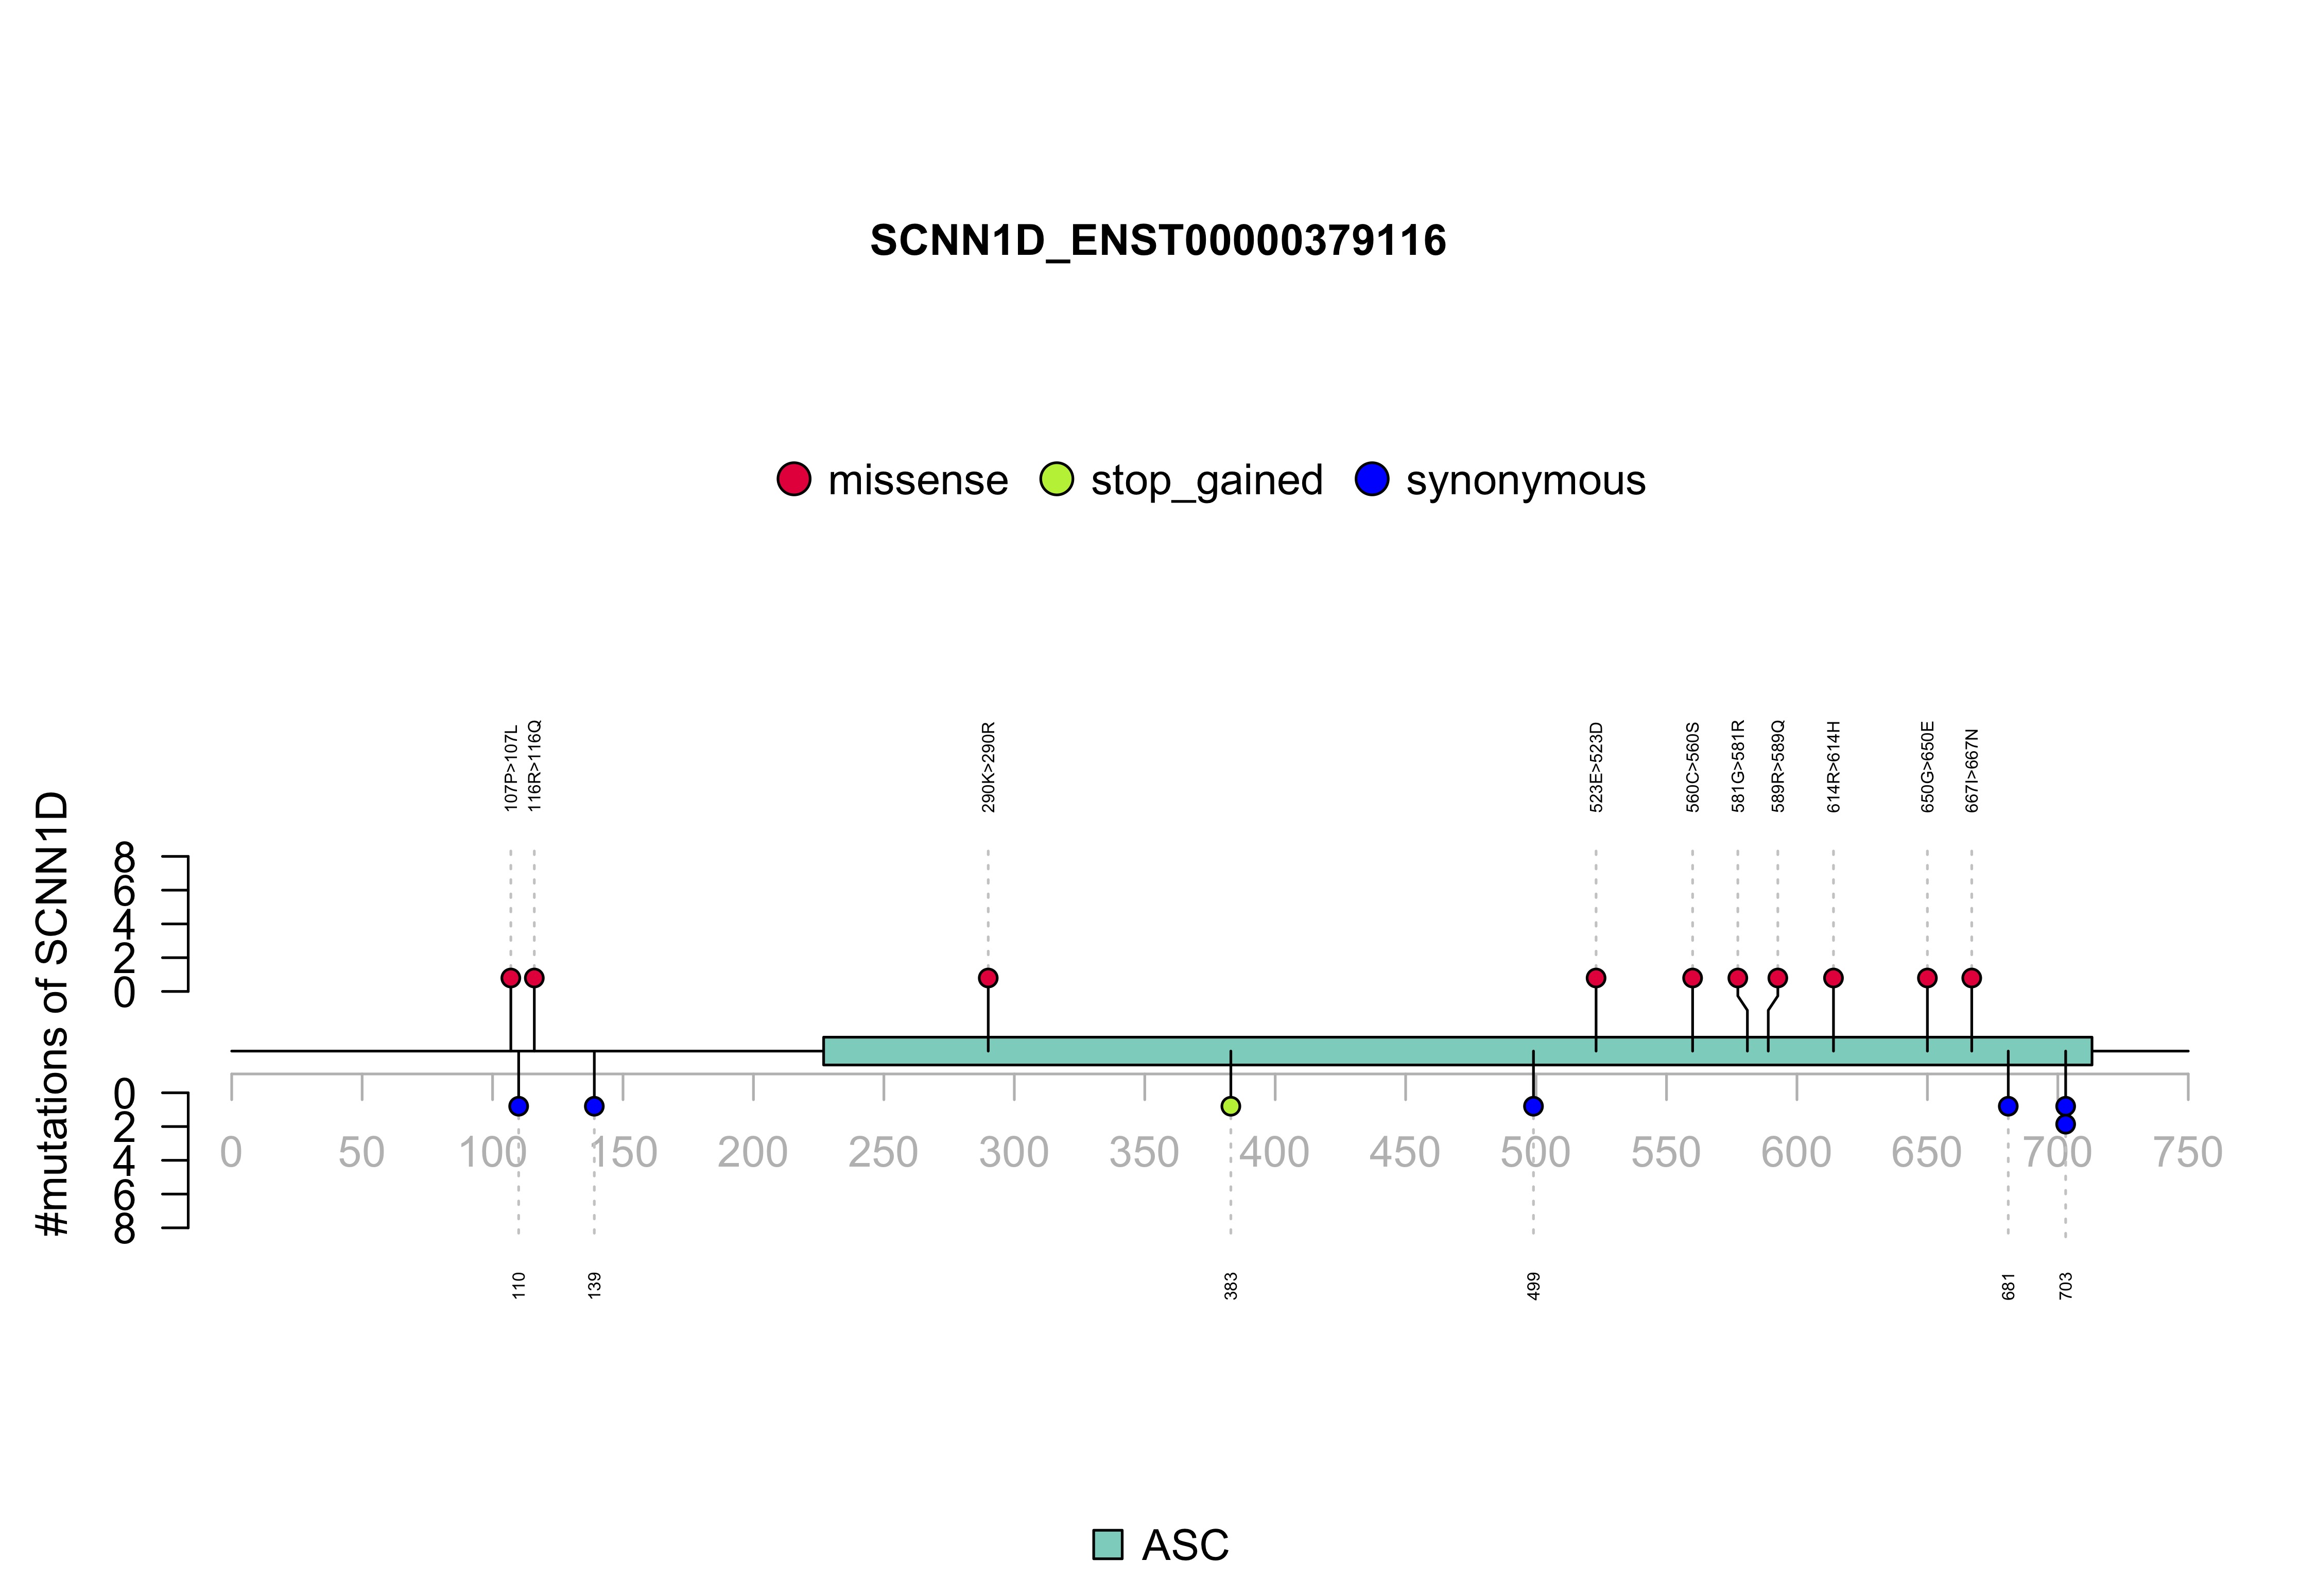 SCNN1D_ENST00000379116
missense stop_gained synonymous
107P>107L
116R>116Q
290K>290R
523E>523D
560C>560S
581G>581R
589R>589Q
614R>614H
650G>650E
667I>667N
#mutations of SCNN1D
8
6
4
2
0
0
2
4
6
8
0 50 100 150 200 250 300 350 400 450 500 550 600 650 700 750
110
139
383
499
681
703
ASC